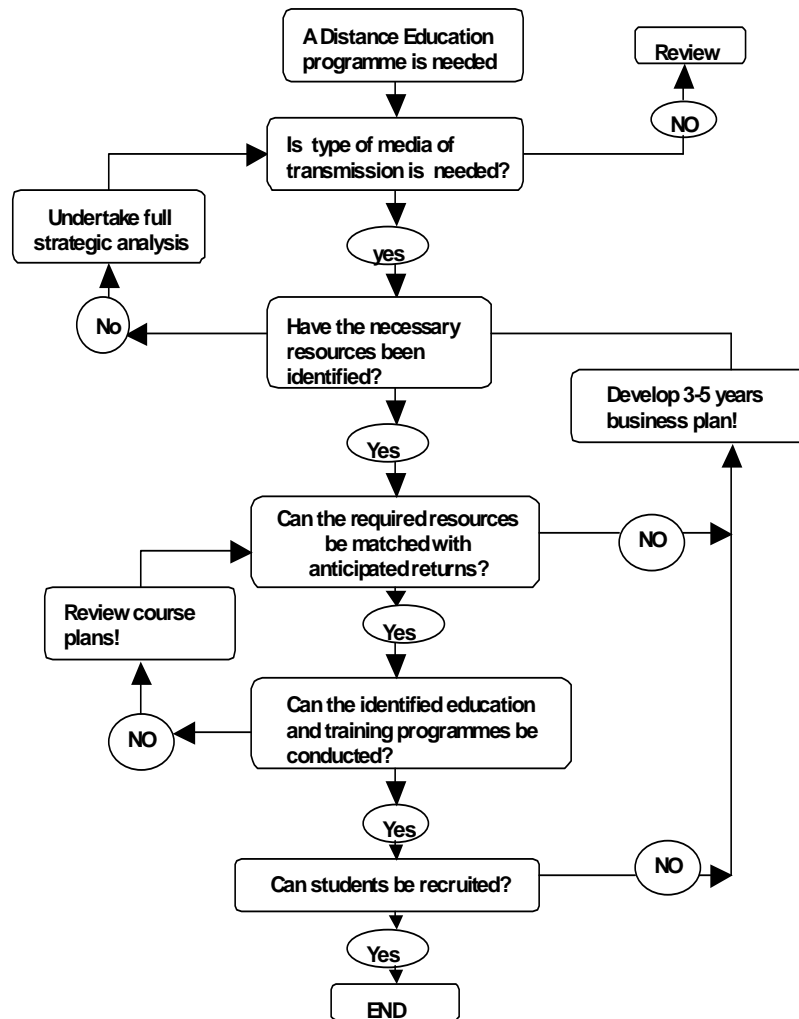 A Distance Education
programme is needed
Review
NO
Is type of media of
transmission is needed?
Undertake full
strategic analysis
yes
No
Have the necessary
resources been
identified?
Develop 3-5 years
business plan!
Yes
Can the required resources
be matched with
anticipated returns?
NO
Review course
plans!
Yes
Can the identified education
and training programmes be
conducted?
NO
Yes
NO
Can students be recruited?
Yes
END